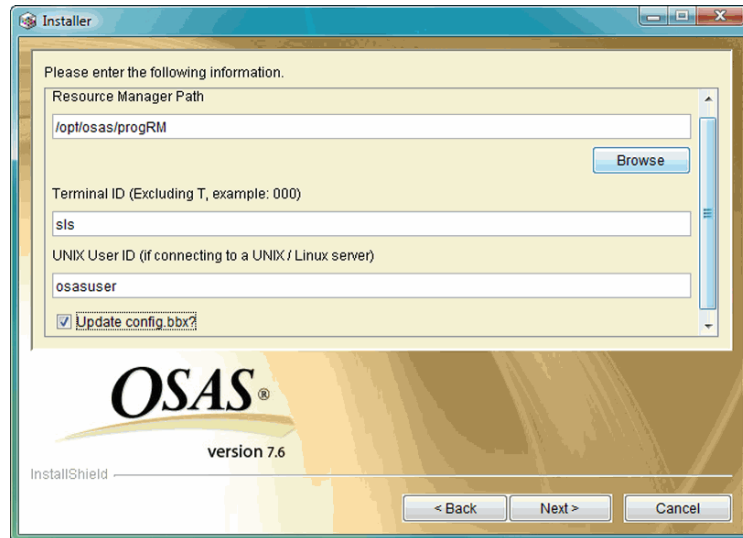 Installer
Please enter the following information.
Resource Manager Path
/opt/osas/progRM
Browse
Terminal ID (Excluding T, example: 000)
sls
UNIX User ID (if connecting to a UNIX / Linux server)
osasuser
Update config.bbx?
OSAS®
version 7.6
InstallShield
< Back Next > Cancel